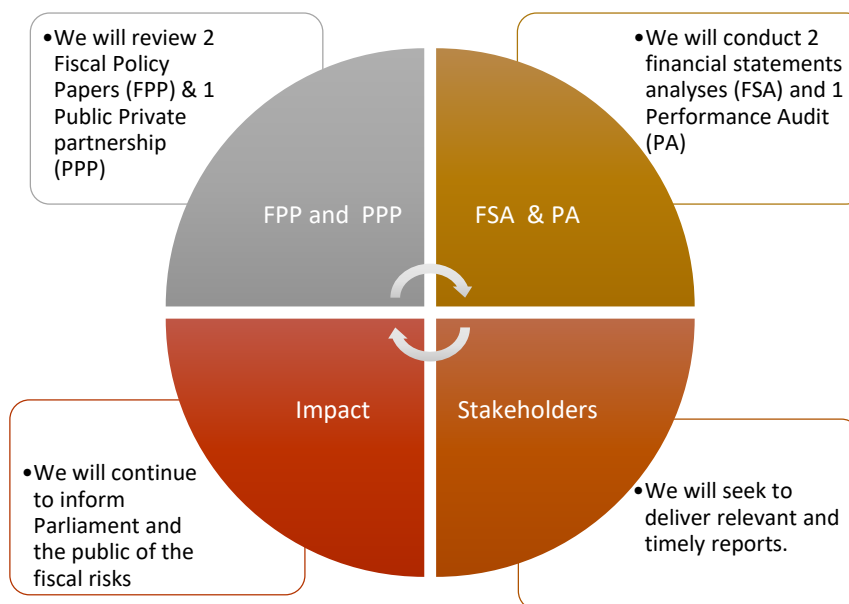 •We will review 2
Fiscal Policy
Papers (FPP) & 1
Public Private
partnership
(PPP)
•We will conduct 2
financial statements
analyses (FSA) and 1
Performance Audit
(PA)
FPP and PPP
FSA & PA
Impact
Stakeholders
•We will continue
to inform
Parliament and
the public of the
fiscal risks
•We will seek to
deliver relevant and
timely reports.